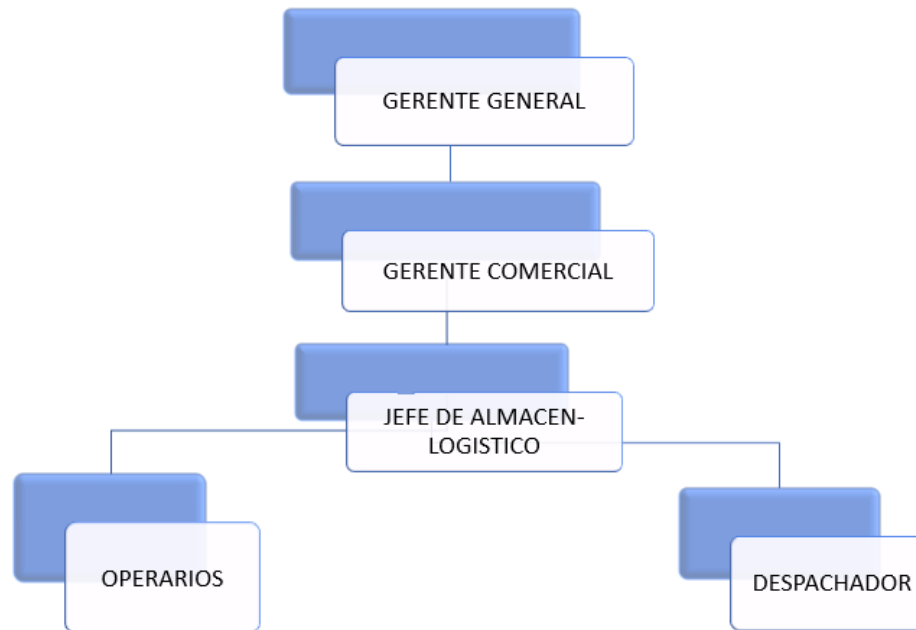 GERENTE GENERAL
GERENTE COMERCIAL
JEFE DE ALMACEN-
LOGISTICO
OPERARIOS
DESPACHADOR